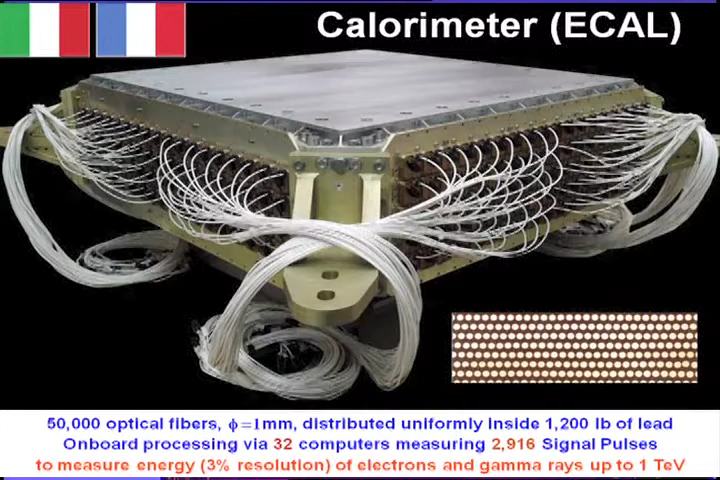 Calorimeter (ECAL)
50,000 optical fibers, ϕ=1mm, distributed uniformly inside 1,200 lb of lead
Onboard processing via 32 computers measuring 2,916 Signal Pulses
to measure energy (3% resolution) of electrons and gamma rays up to 1 TeV